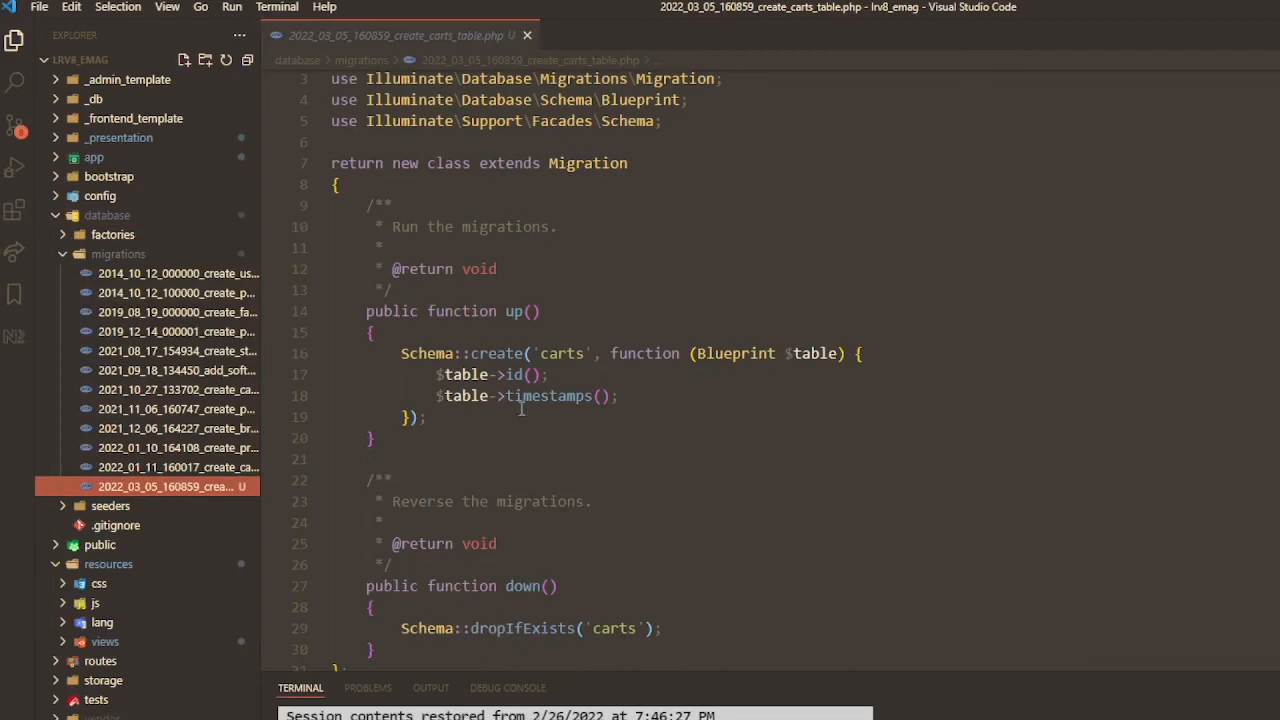 File Edit Selection View Go Run Terminal Help
2022_03_05_160859_create_carts_table.php - lrv8_emag - Visual Studio Code
EXPLORER
LRV8_EMAG
_admin_template
_db
_frontend_template
_presentation
app
bootstrap
config
database
factories
migrations
2014_10_12_000000_create_us...
2014_10_12_100000_create_p...
2019_08_19_000000_create_fa...
2019_12_14_000001_create_p...
2021_08_17_154934_create_st...
2021_09_18_134450_add_soft...
2021_10_27_133702_create_ca...
2021_11_06_160747_create_p...
2021_12_06_164227_create_br...
2022_01_10_164108_create_pr...
2022_01_11_160017_create_ca...
2022_03_05_160859_crea... U
seeders
.gitignore
public
resources
css
js
lang
views
routes
storage
tests
2022_03_05_160859_create_carts_table.php U
database > migrations > 2022_03_05_160859_create_carts_table.php > ...
3 use Illuminate\Database\Migrations\Migration;
4 use Illuminate\Database\Schema\Blueprint;
5 use Illuminate\Support\Facades\Schema;
6
7 return new class extends Migration
8 {
9 /**
10 * Run the migrations.
11 *
12 * @return void
13 */
14 public function up()
15 {
16 Schema::create('carts', function (Blueprint $table) {
17 $table->id();
18 $table->timestamps();
19 });
20 }
21
22 /**
23 * Reverse the migrations.
24 *
25 * @return void
26 */
27 public function down()
28 {
29 Schema::dropIfExists('carts');
30 }
31 };
TERMINAL PROBLEMS OUTPUT DEBUG CONSOLE
Session contents restored from 2/26/2022 at 7:46:27 PM